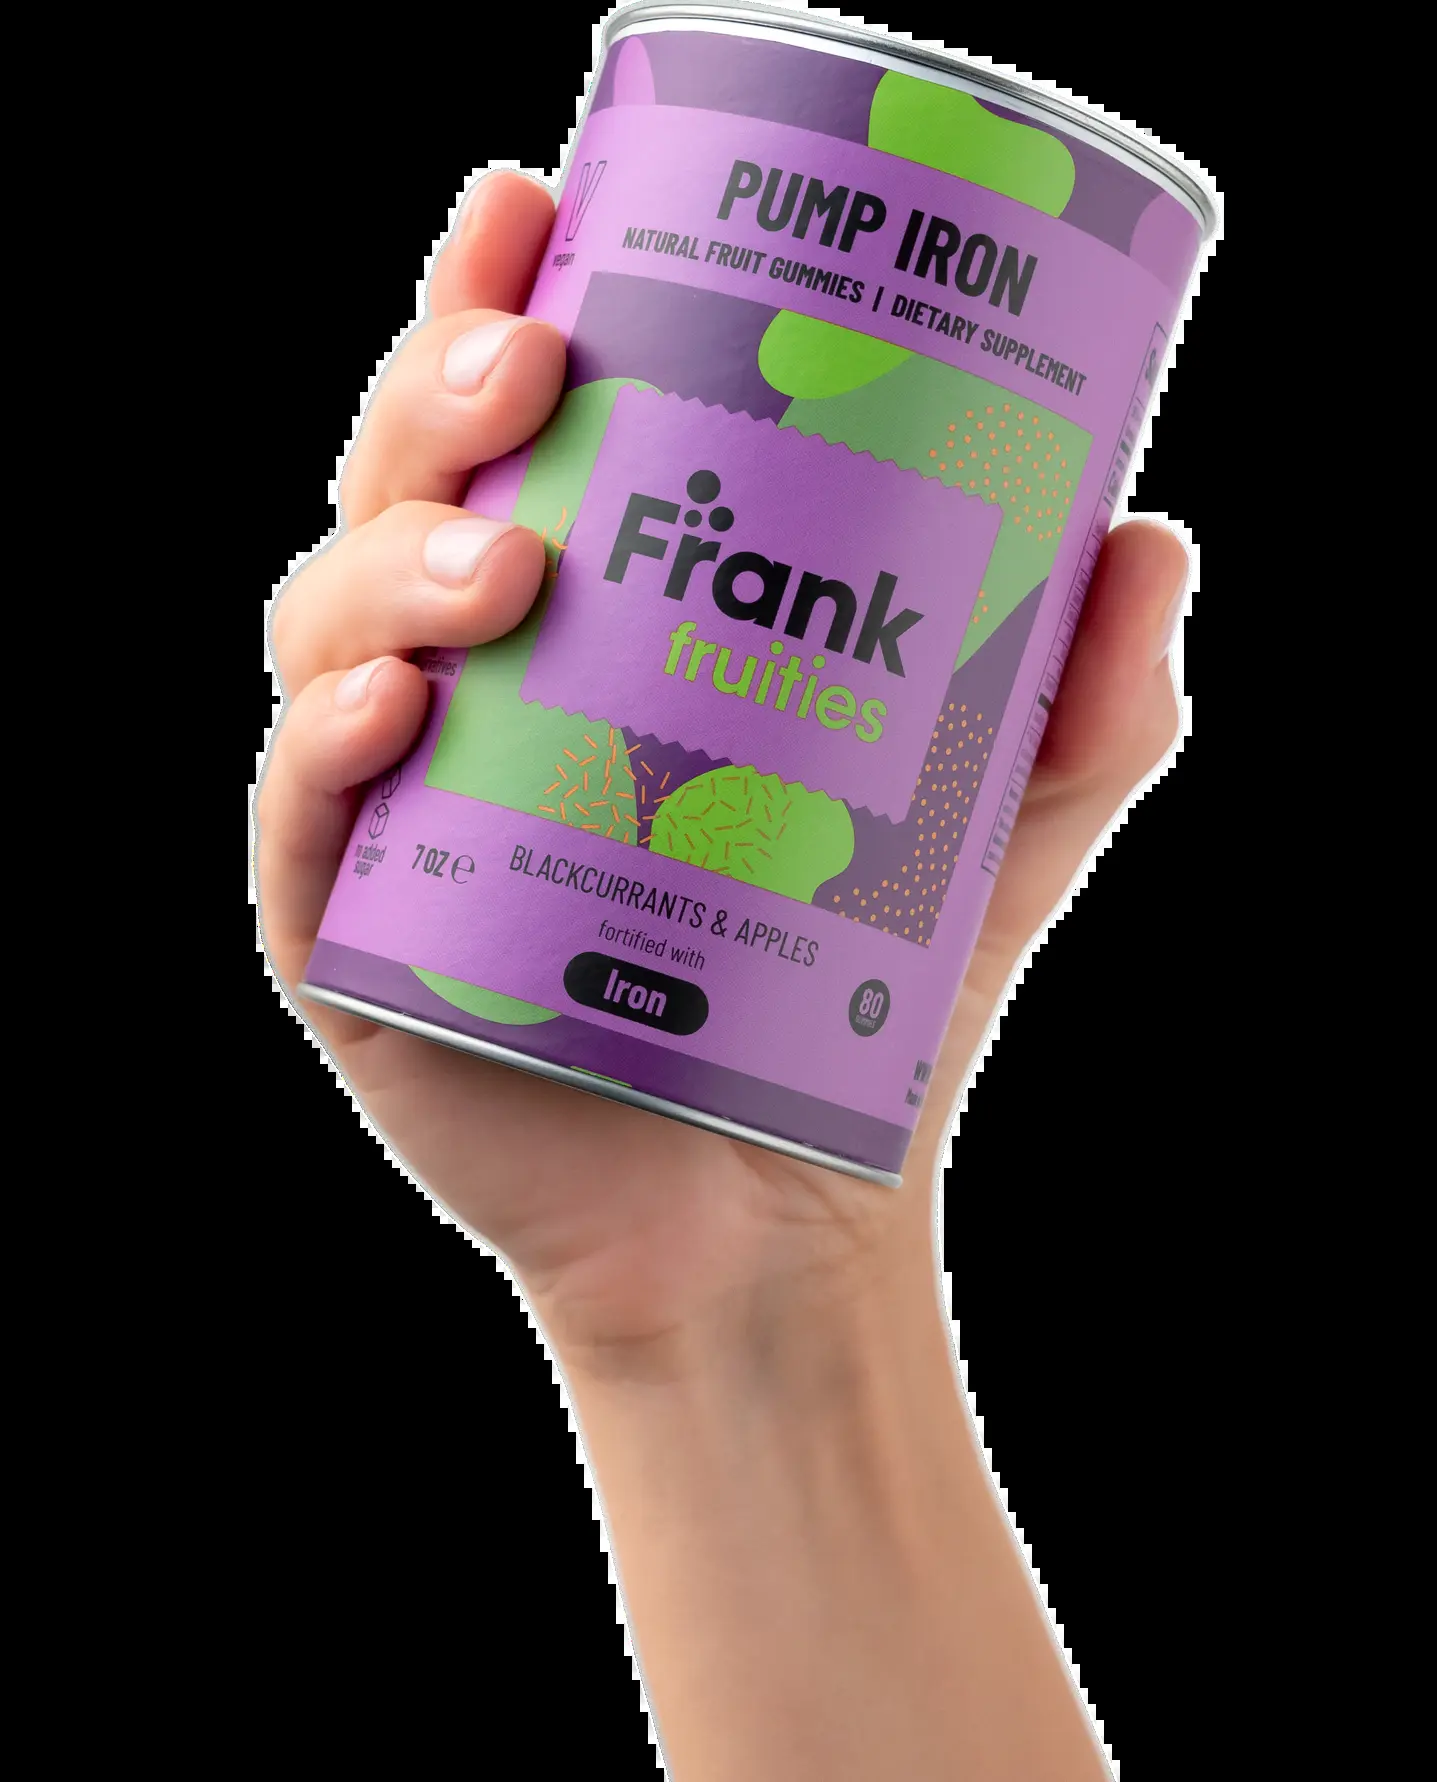 PUMP IRON
NATURAL FRUIT GUMMIES | DIETARY SUPPLEMENT
V
vegan
Frank
fruities
no added
sugar
7 OZ ℮
BLACKCURRANTS & APPLES
fortified with
Iron
80
GUMMIES